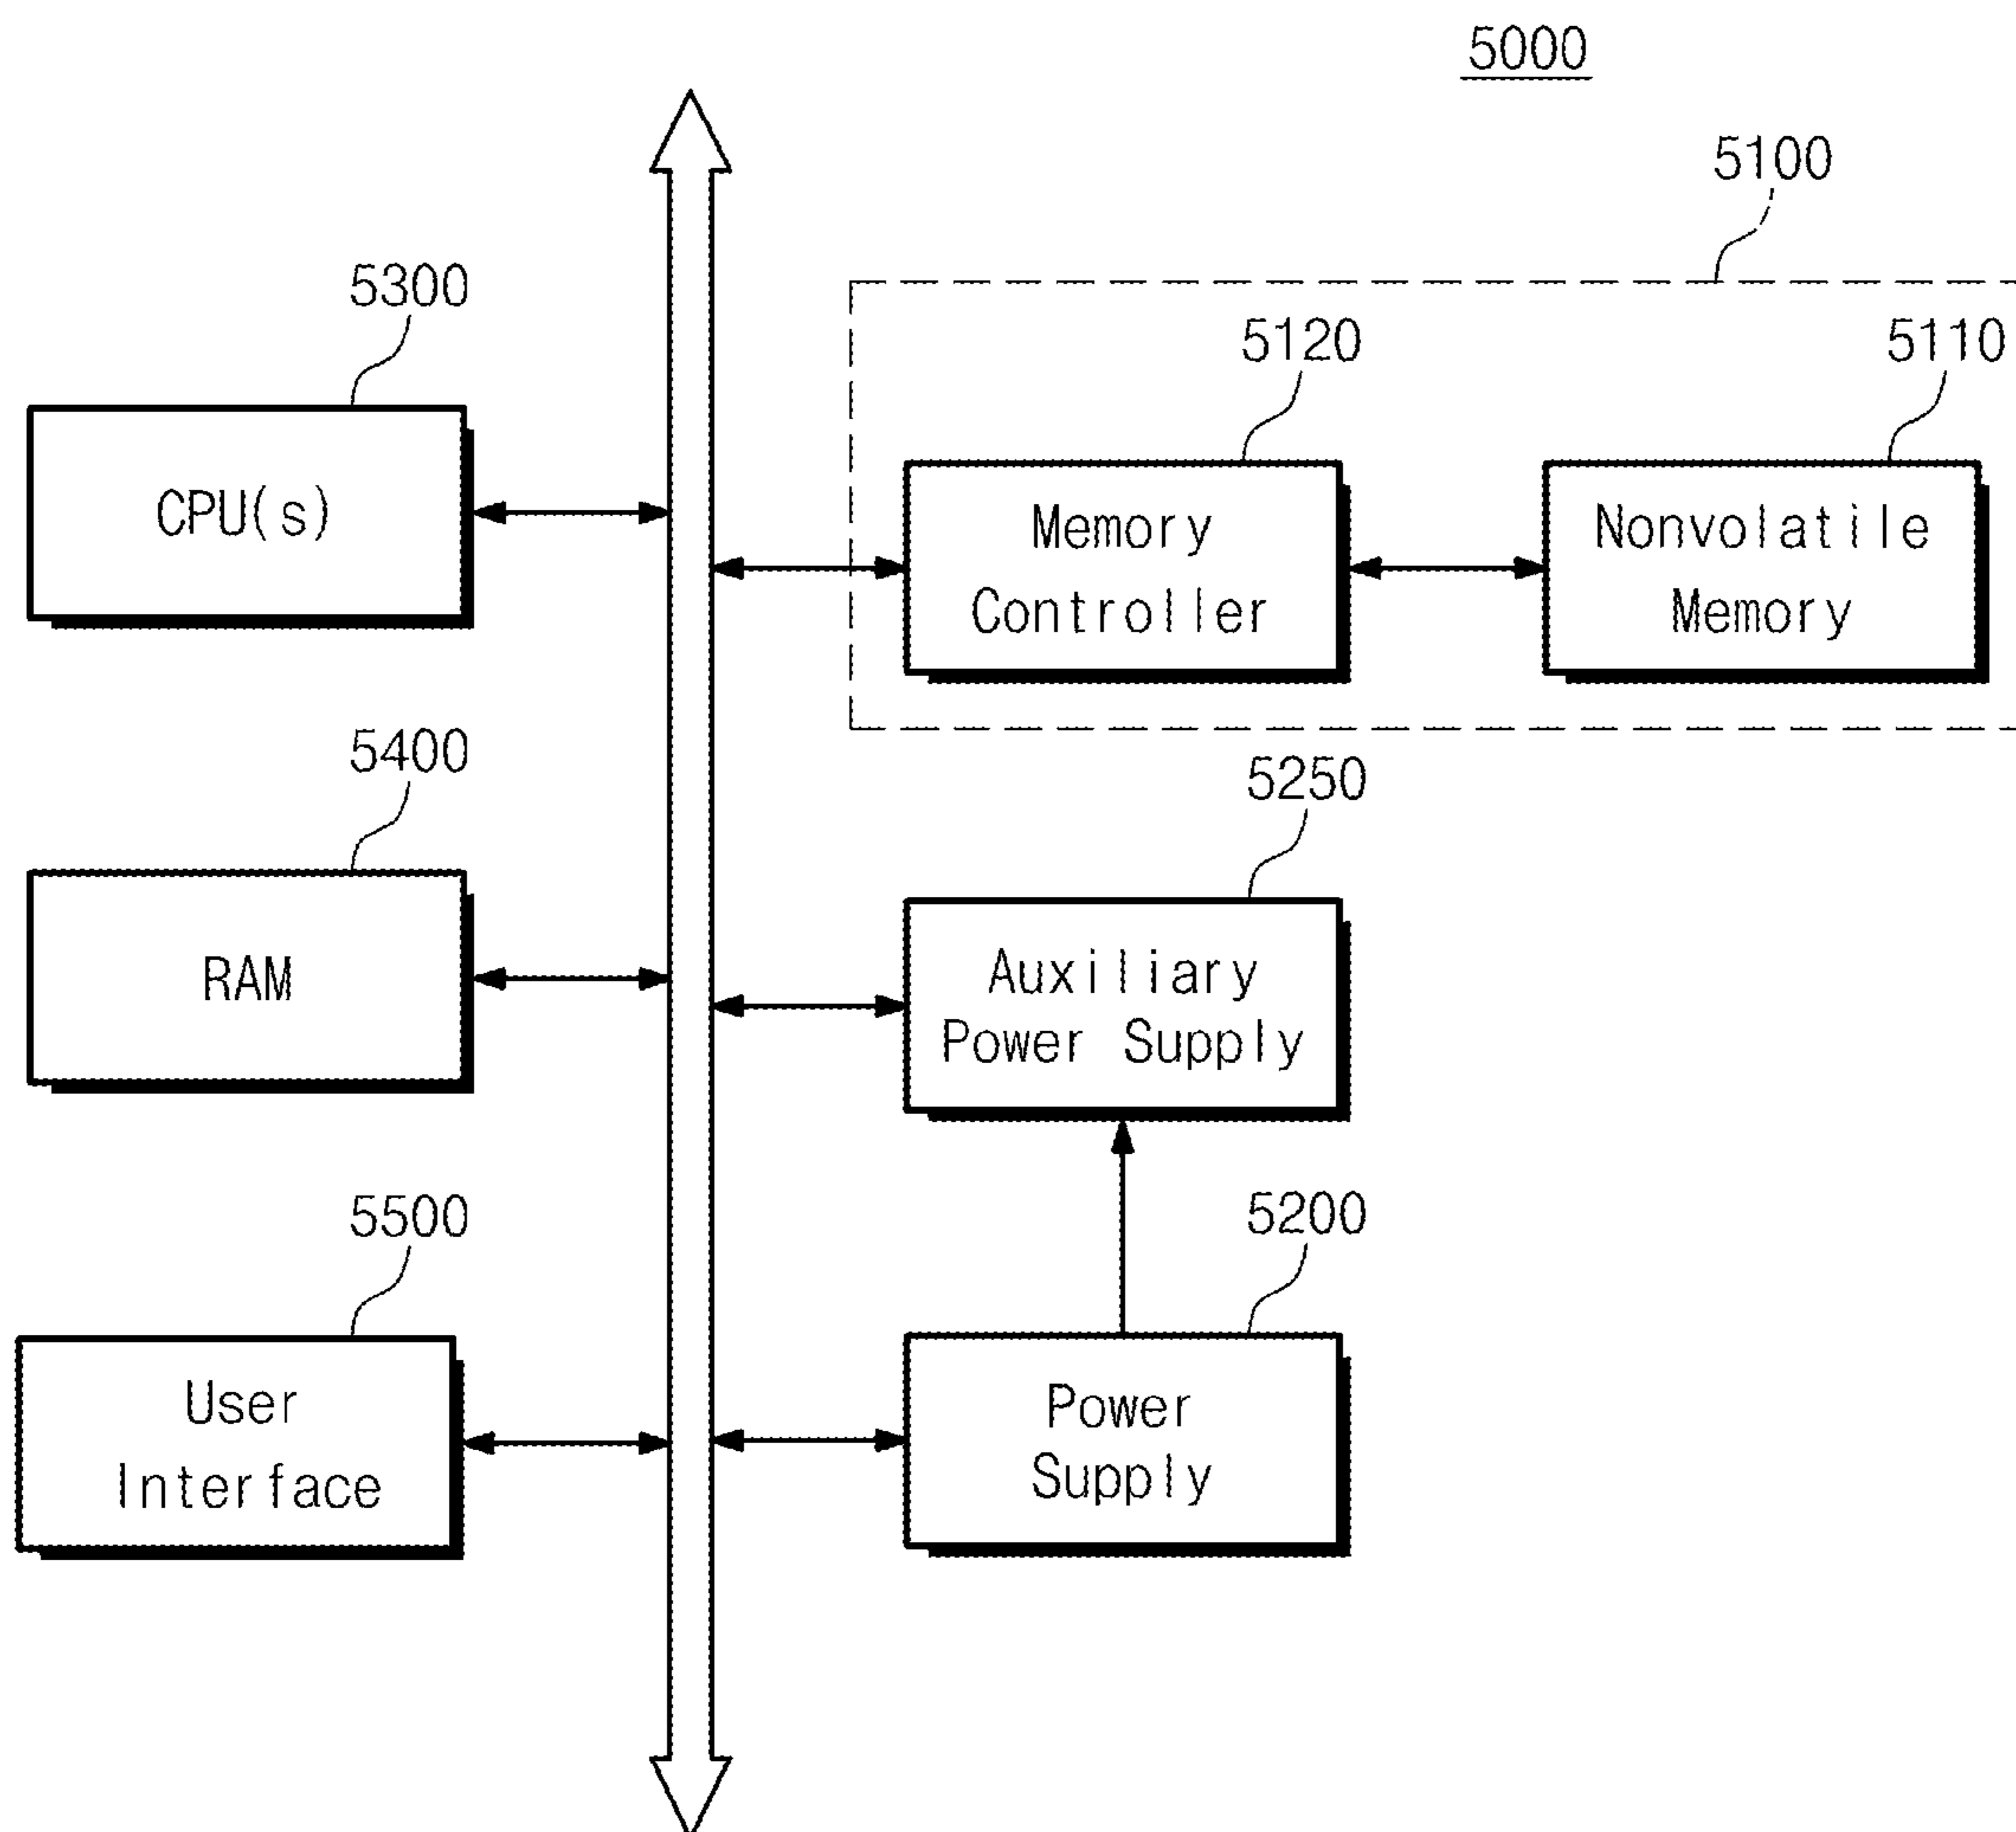 5000
5100
5300
5120
5110
CPU(s)
Memory
Controller
Nonvolatile
Memory
5400
5250
RAM
Auxiliary
Power Supply
5500
5200
User
Interface
Power
Supply